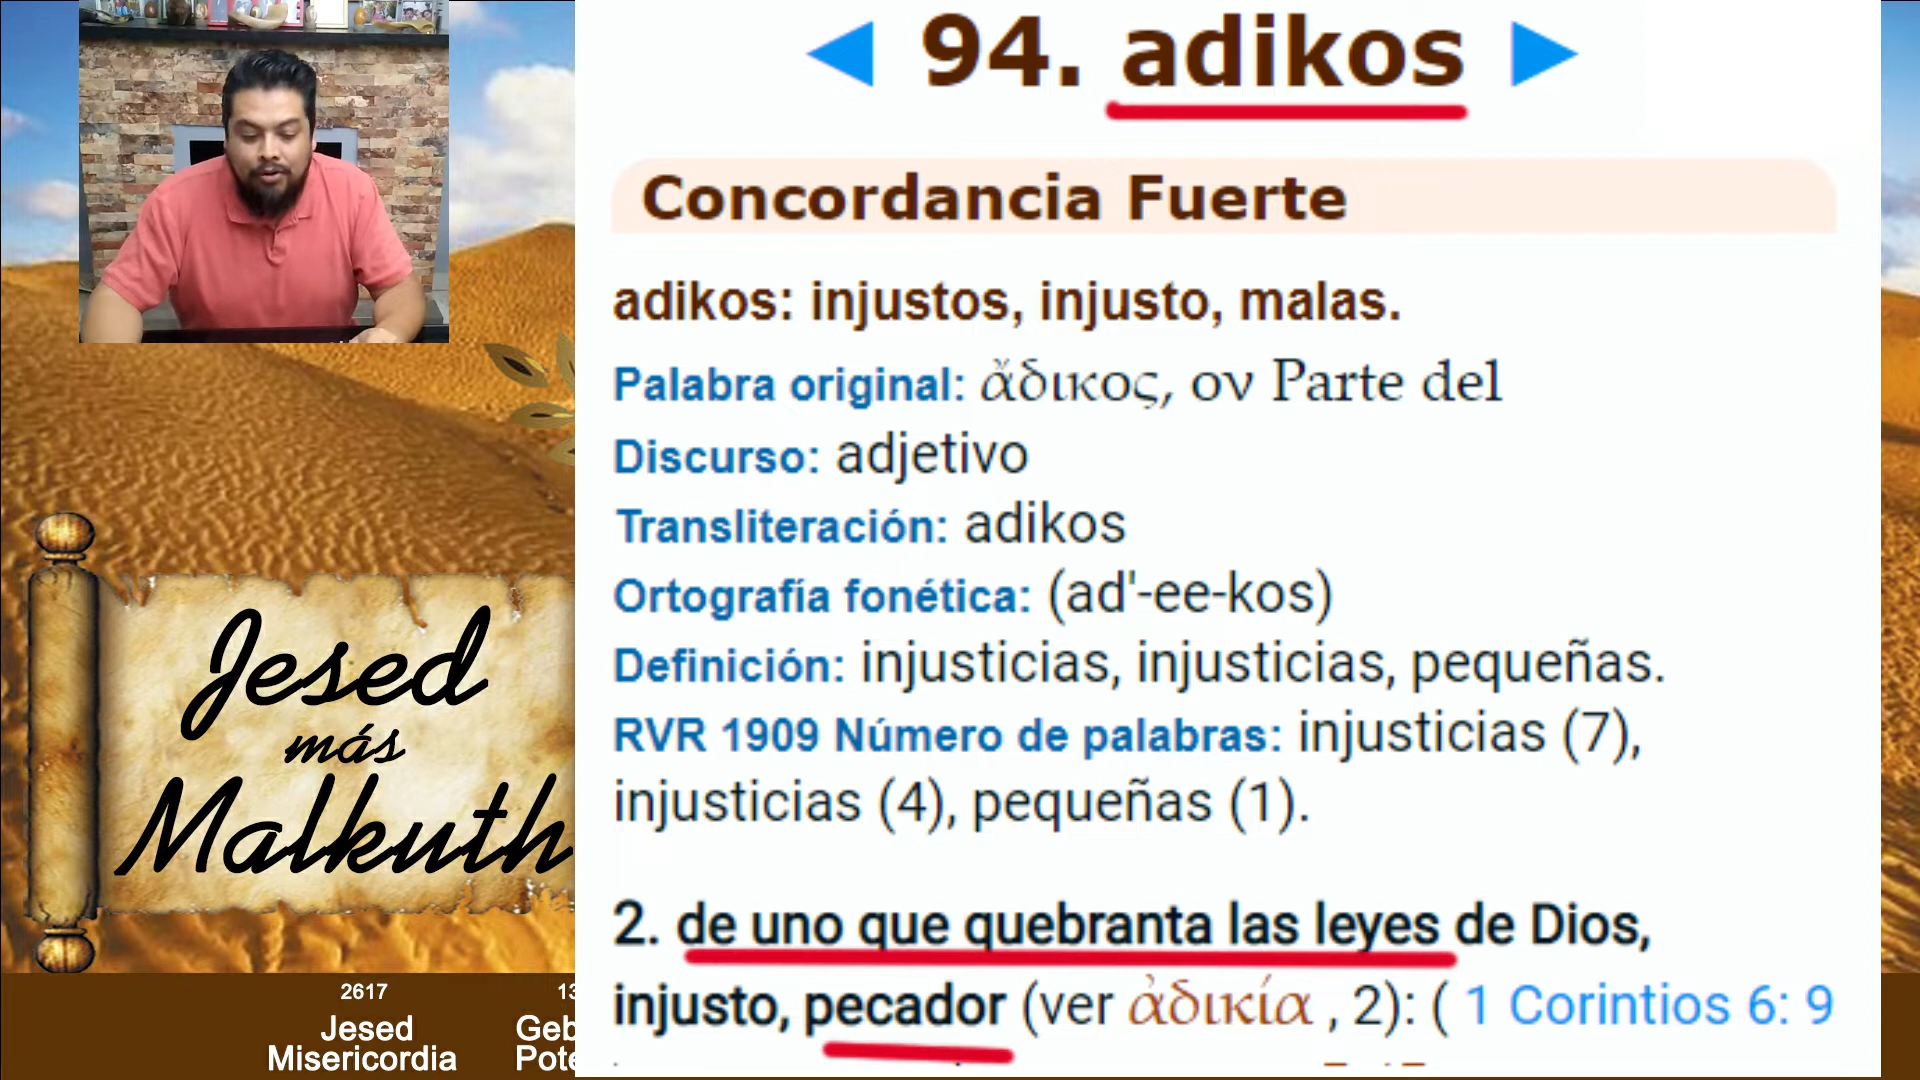 ◄ 94. adikos ►
Concordancia Fuerte
adikos: injustos, injusto, malas.
Palabra original: ἄδικος, ον Parte del
Discurso: adjetivo
Transliteración: adikos
Ortografía fonética: (ad'-ee-kos)
Definición: injusticias, injusticias, pequeñas.
RVR 1909 Número de palabras: injusticias (7),
injusticias (4), pequeñas (1).
2. de uno que quebranta las leyes de Dios,
injusto, pecador (ver ἀδικία , 2): ( 1 Corintios 6: 9
Jesed
más
Malkuth
2617
Jesed
Misericordia
13
Geb
Pote